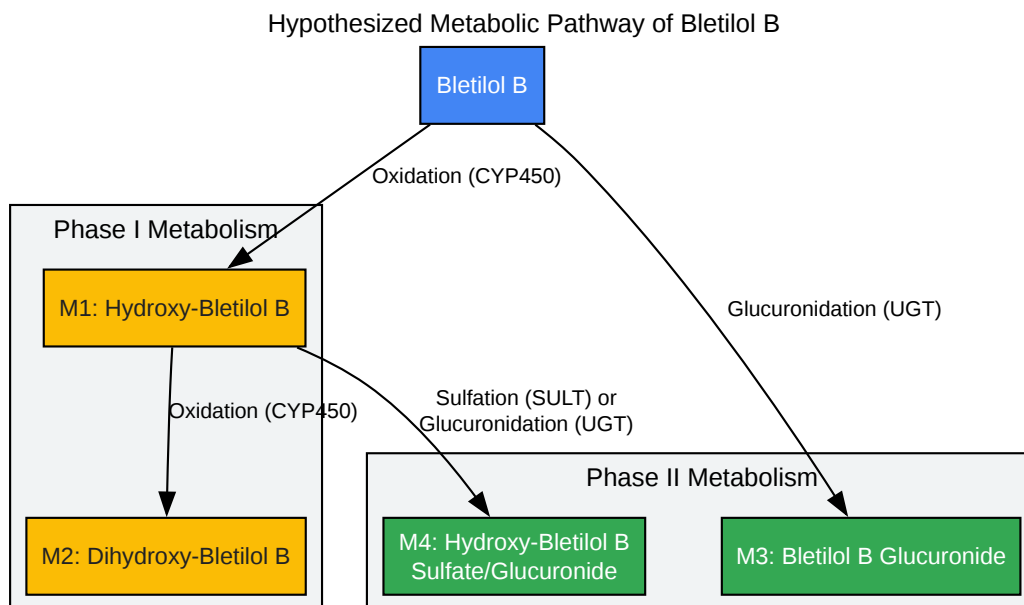 Hypothesized Metabolic Pathway of Bletilol B
Bletilol B
Oxidation (CYP450)
Phase I Metabolism
M1: Hydroxy-Bletilol B
Glucuronidation (UGT)
Oxidation (CYP450)
Sulfation (SULT) or
Glucuronidation (UGT)
Phase II Metabolism
M2: Dihydroxy-Bletilol B
M4: Hydroxy-Bletilol B
Sulfate/Glucuronide
M3: Bletilol B Glucuronide